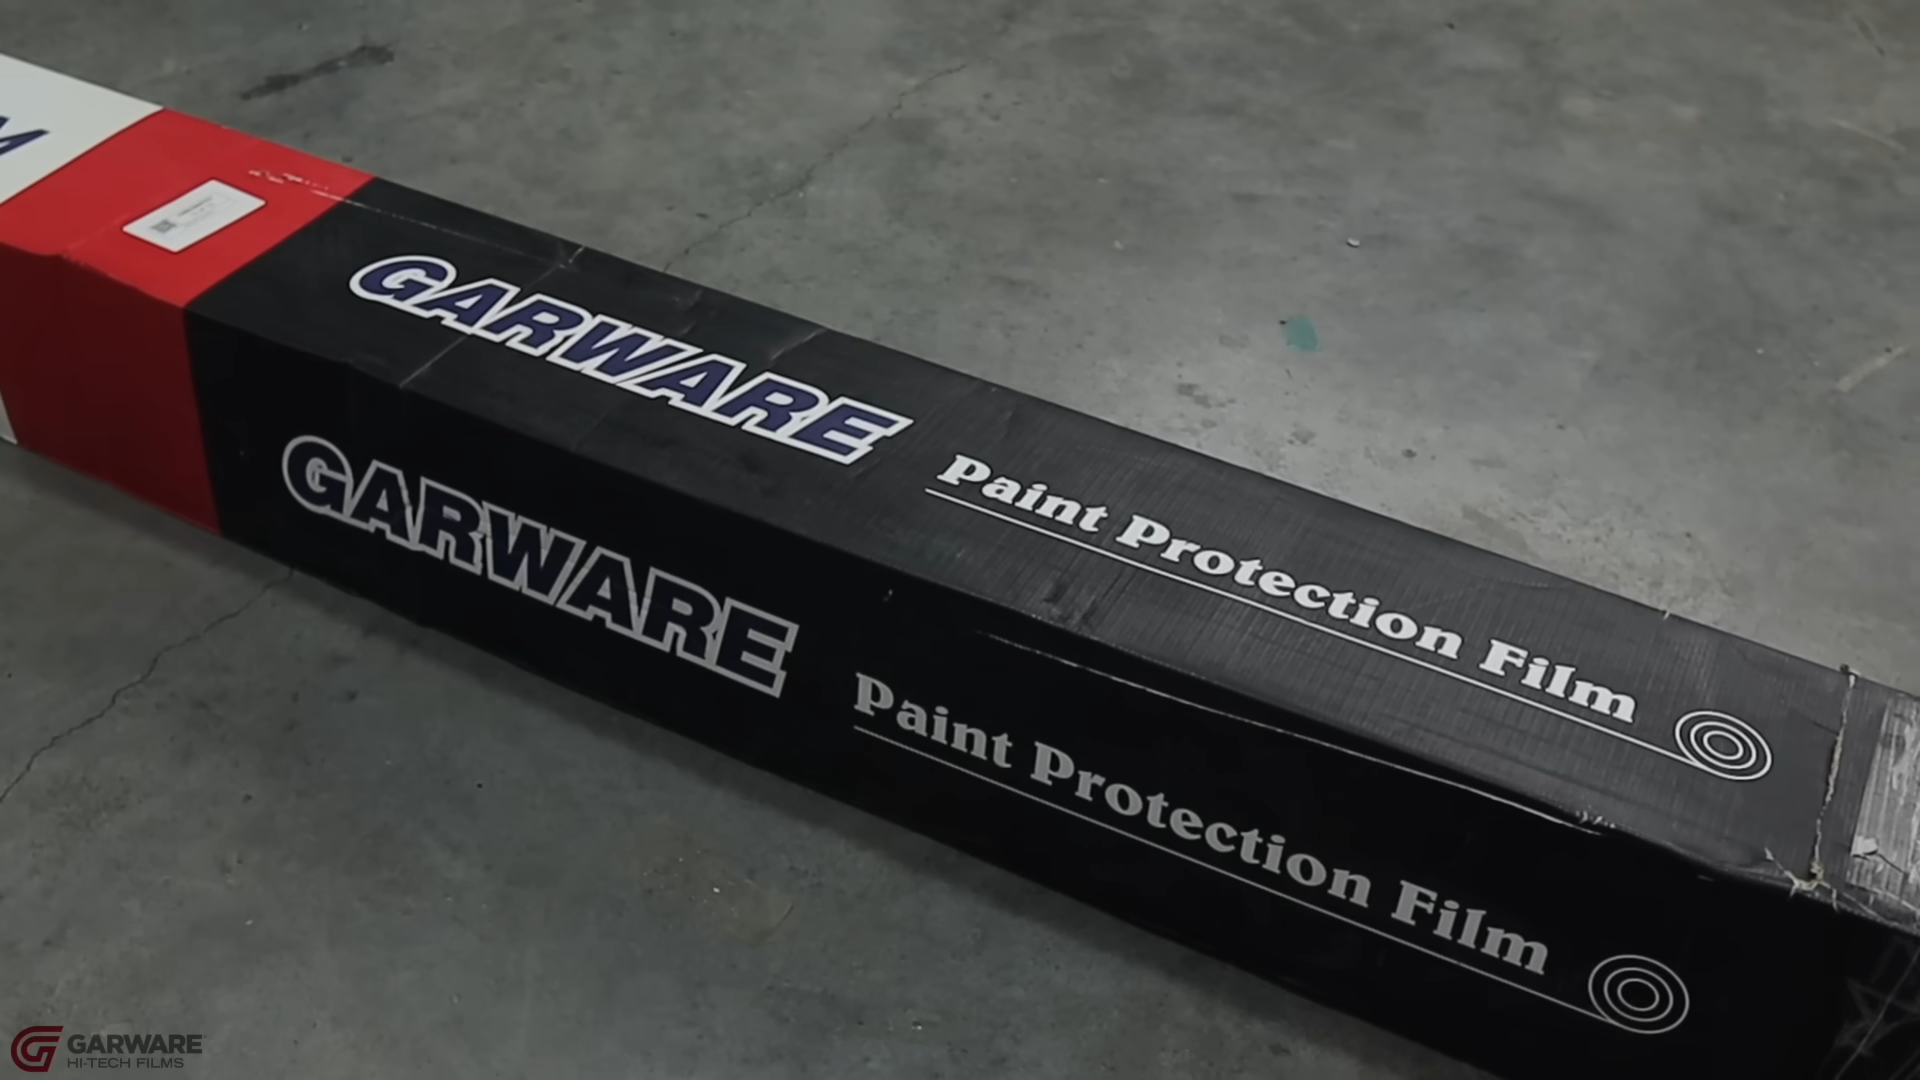 M
GARWARE
Paint Protection Film
GARWARE
Paint Protection Film
GARWARE
HI-TECH FILMS